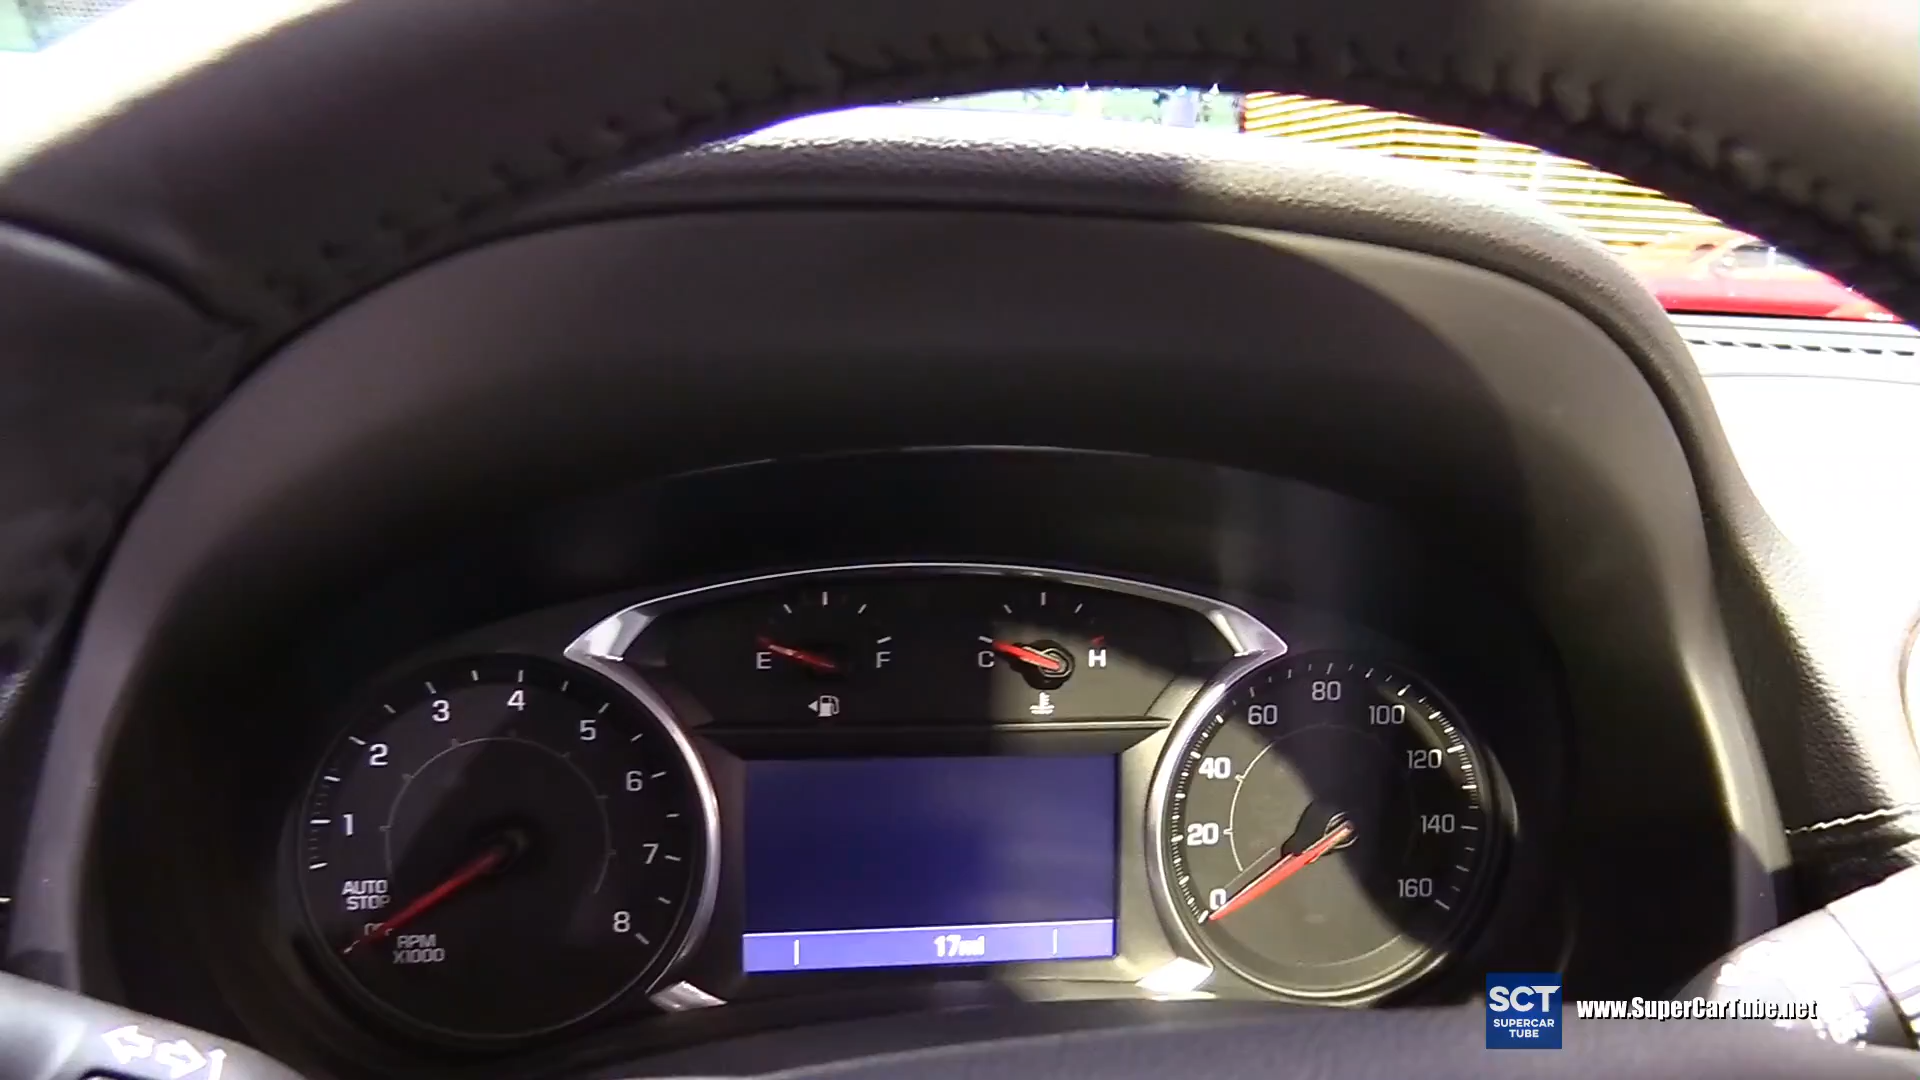 E F C H
1 2 3 4 5 6 7 8
AUTO
STOP
RPM
X1000
0 20 40 60 80 100 120 140 160
17mi
SCT
SUPERCAR
TUBE
www.SuperCarTube.net